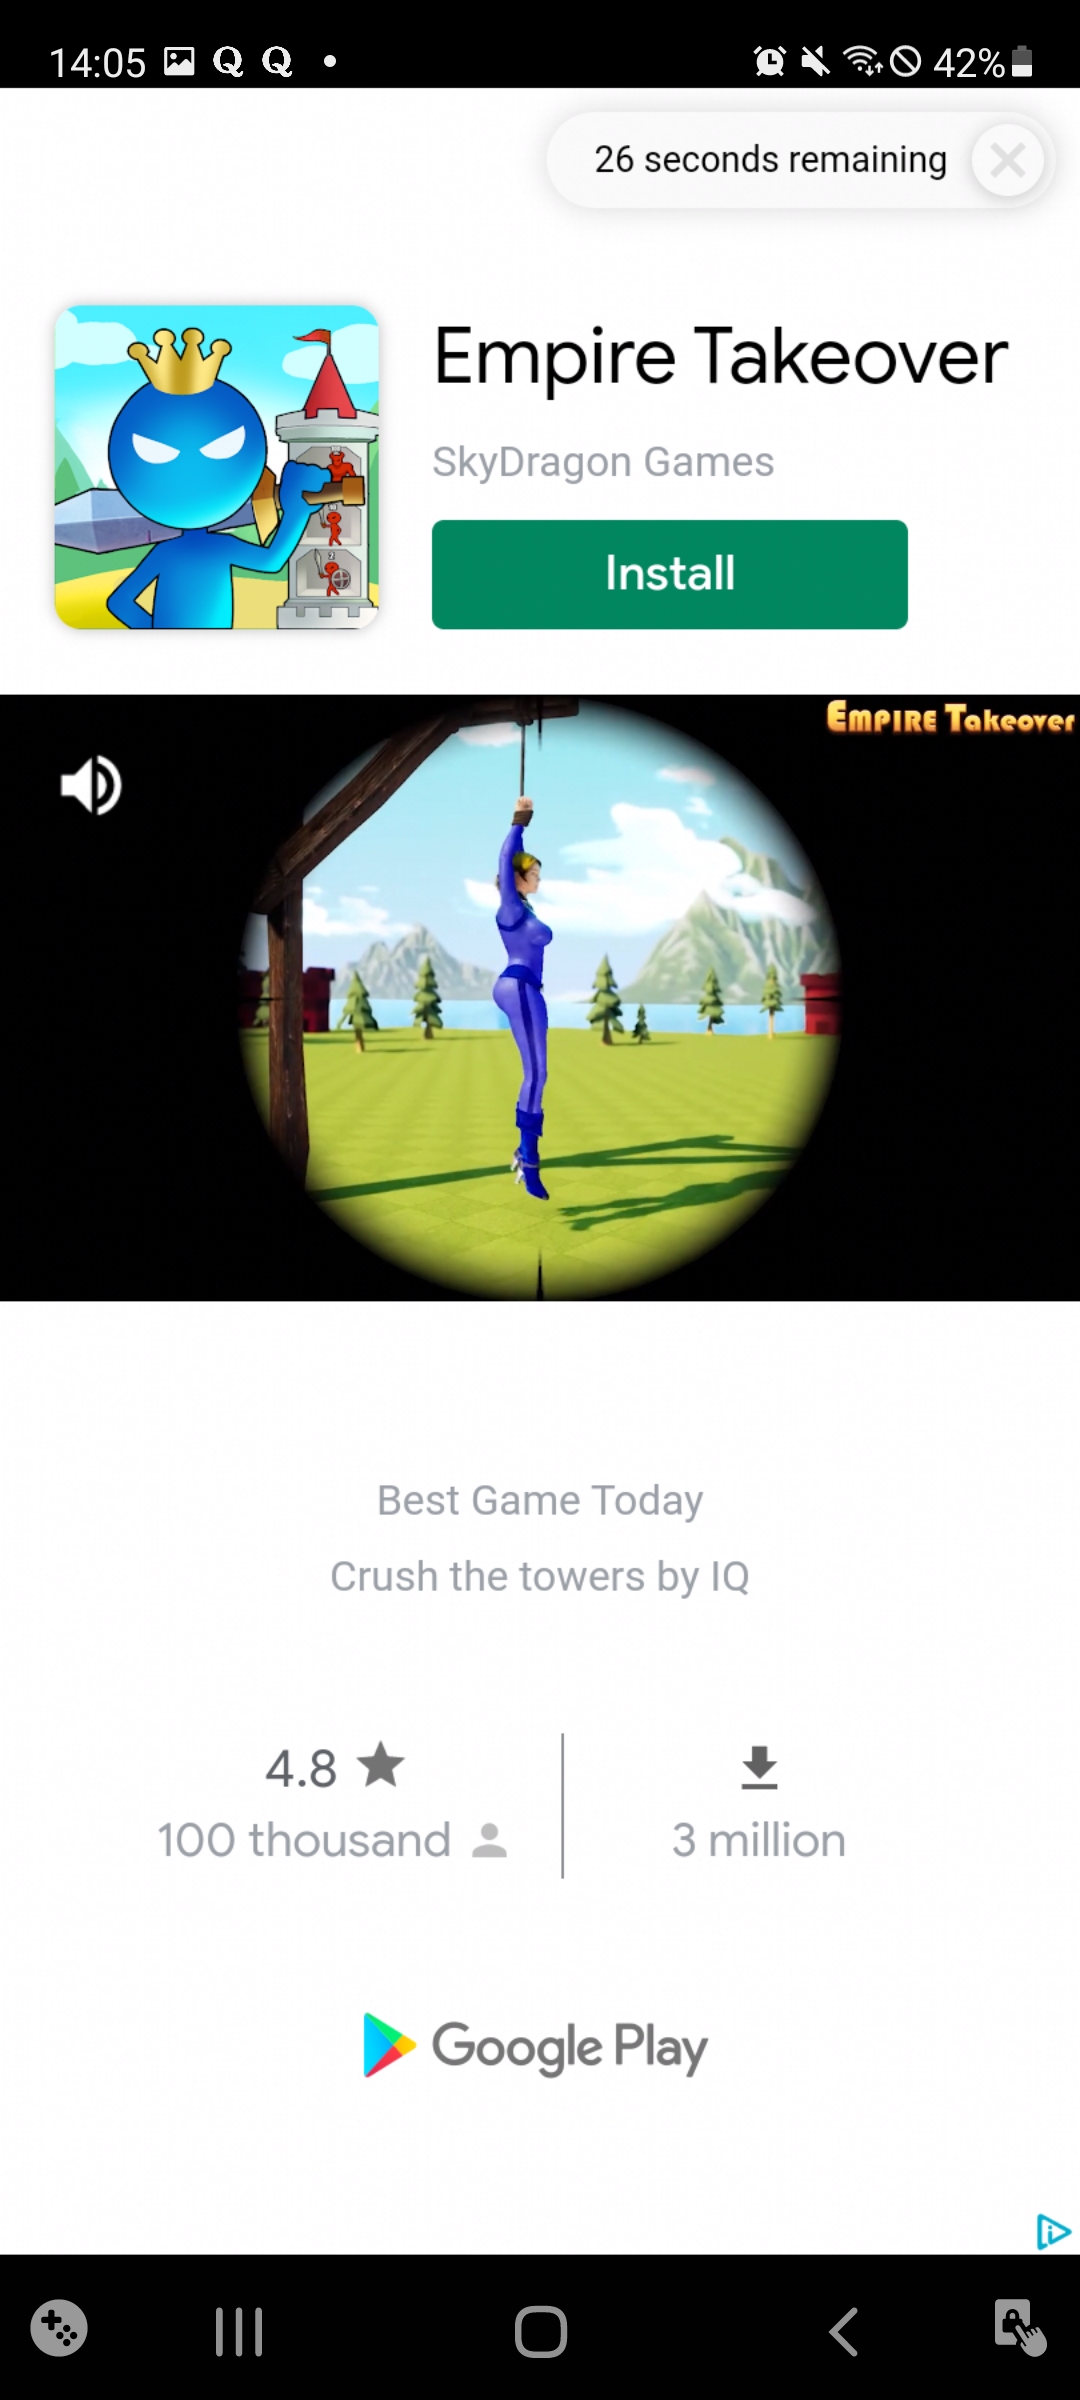 14:05
42%
26 seconds remaining
Empire Takeover
SkyDragon Games
Install
EMPIRE Takeover
Best Game Today
Crush the towers by IQ
4.8
100 thousand
3 million
Google Play